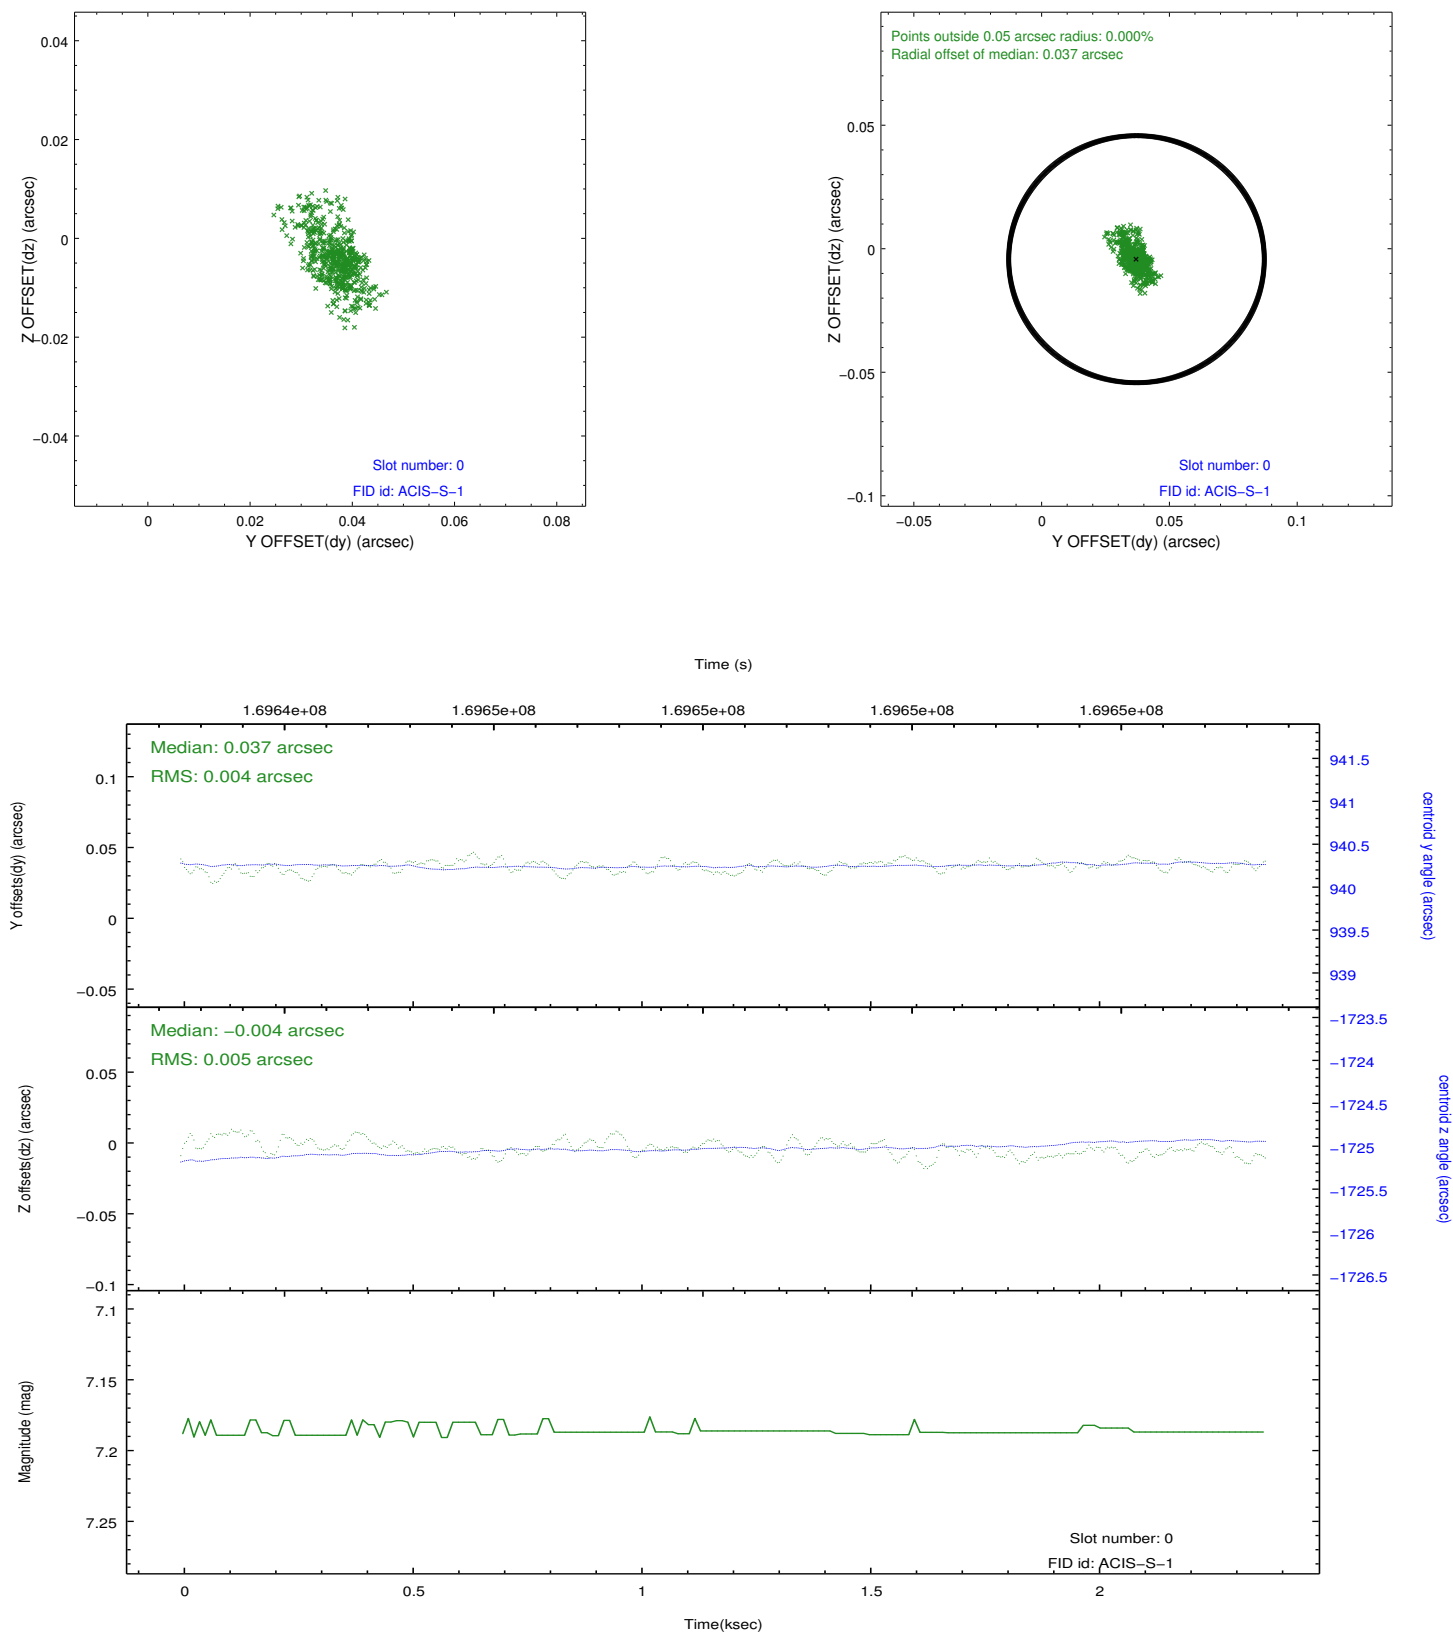 0.04
0.02
0
−0.02
−0.04
Z OFFSET(dz) (arcsec)
0
0.02
0.04
0.06
0.08
Y OFFSET(dy) (arcsec)
Slot number: 0
FID id: ACIS−S−1
Points outside 0.05 arcsec radius: 0.000%
Radial offset of median: 0.037 arcsec
0.05
0
−0.05
−0.1
Z OFFSET(dz) (arcsec)
−0.05
0
0.05
0.1
Y OFFSET(dy) (arcsec)
Slot number: 0
FID id: ACIS−S−1
Time (s)
1.6964e+08
1.6965e+08
1.6965e+08
1.6965e+08
1.6965e+08
Median: 0.037 arcsec
RMS: 0.004 arcsec
0.1
0.05
0
−0.05
Y offsets(dy) (arcsec)
941.5
941
940.5
940
939.5
939
centroid y angle (arcsec)
Median: −0.004 arcsec
RMS: 0.005 arcsec
0.05
0
−0.05
−0.1
Z offsets(dz) (arcsec)
−1723.5
−1724
−1724.5
−1725
−1725.5
−1726
−1726.5
centroid z angle (arcsec)
7.1
7.15
7.2
7.25
Magnitude (mag)
Slot number: 0
FID id: ACIS−S−1
0
0.5
1
1.5
2
Time(ksec)